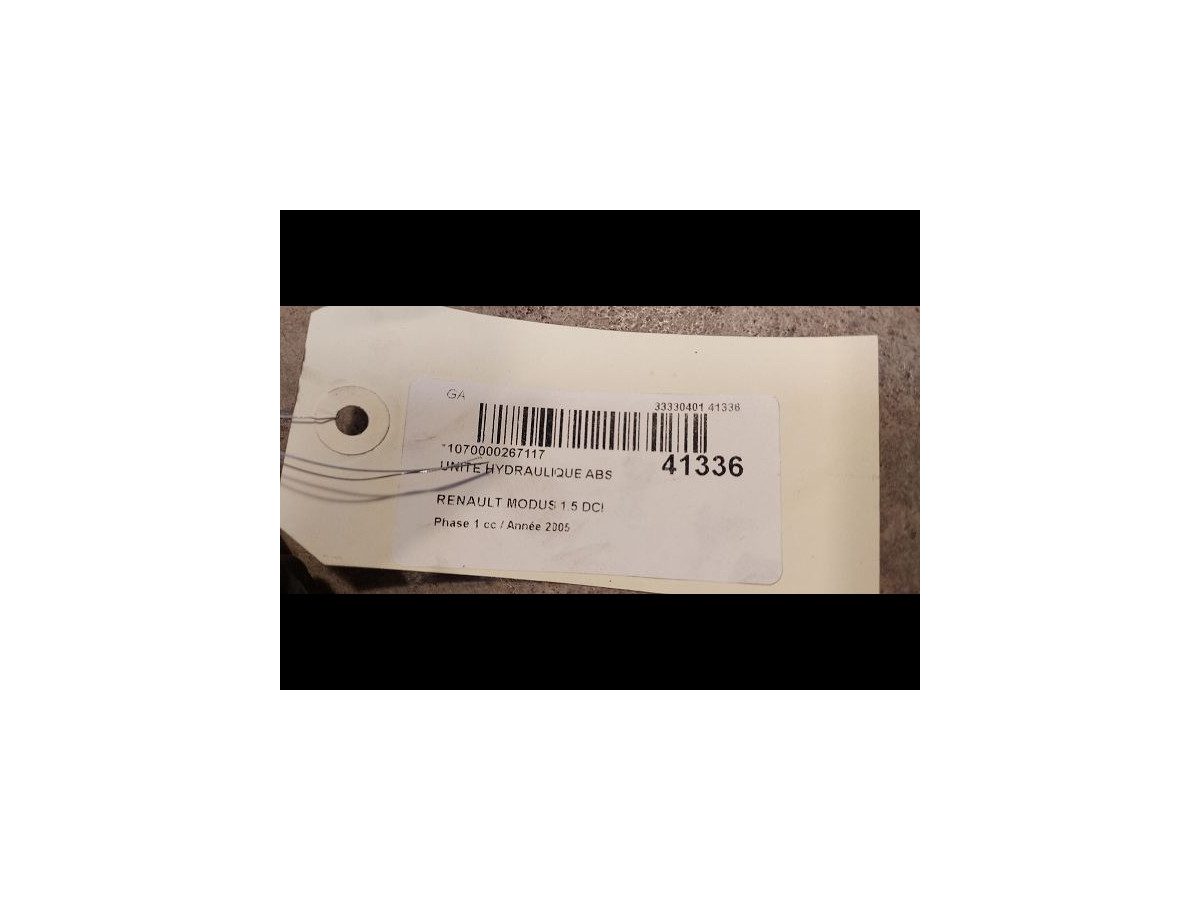 GA
33330401 41336
*1070000267117
41336
UNITE HYDRAULIQUE ABS
RENAULT MODUS 1.5 DCI
Phase 1 cc / Année 2005